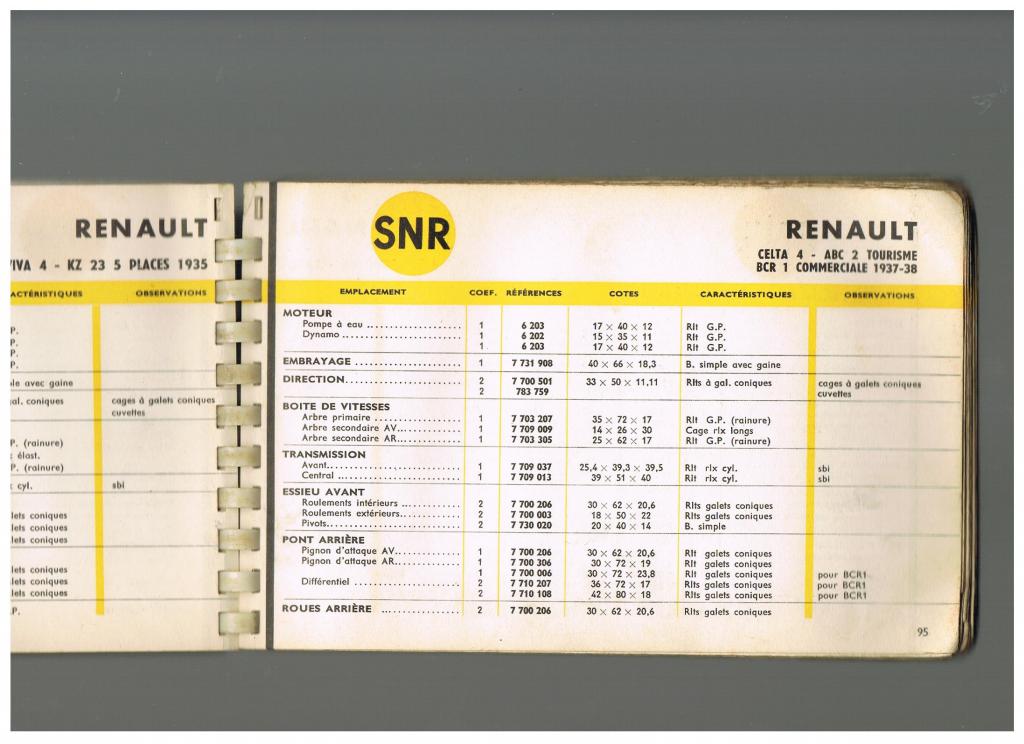 RENAULT
VIVA 4 - KZ 23 5 PLACES 1935
ACTÉRISTIQUES OBSERVATIONS
P.
P.
P.
P.
le avec gaine
gal. coniques cages à galets coniques
cuvettes
P. (rainure)
élast.
P. (rainure)
cyl. sbi
lets coniques
lets coniques
lets coniques
lets coniques
lets coniques
lets coniques
P.
SNR
RENAULT
CELTA 4 - ABC 2 TOURISME
BCR 1 COMMERCIALE 1937-38
EMPLACEMENT COEF. RÉFÉRENCES COTES CARACTÉRISTIQUES OBSERVATIONS
MOTEUR
Pompe à eau .................... 1 6 203 17 × 40 × 12 Rlt G.P.
Dynamo .................... 1 6 202 15 × 35 × 11 Rlt G.P.
1 6 203 17 × 40 × 12 Rlt G.P.
EMBRAYAGE .................... 1 7 731 908 40 × 66 × 18,3 B. simple avec gaine
DIRECTION.................... 2 7 700 501 33 × 50 × 11,11 Rlts à gal. coniques cages à galets coniques
2 783 759 cuvettes
BOITE DE VITESSES
Arbre primaire .................... 1 7 703 207 35 × 72 × 17 Rlt G.P. (rainure)
Arbre secondaire AV.................... 1 7 709 009 14 × 26 × 30 Cage rlx longs
Arbre secondaire AR.................... 1 7 703 305 25 × 62 × 17 Rlt G.P. (rainure)
TRANSMISSION
Avant.................... 1 7 709 037 25,4 × 39,3 × 39,5 Rlt rlx cyl. sbi
Central .................... 1 7 709 013 39 × 51 × 40 Rlt rlx cyl. sbi
ESSIEU AVANT
Roulements intérieurs .................... 2 7 700 206 30 × 62 × 20,6 Rlts galets coniques
Roulements extérieurs.................... 2 7 700 003 18 × 50 × 22 Rlts galets coniques
Pivots.................... 2 7 730 020 20 × 40 × 14 B. simple
PONT ARRIÈRE
Pignon d'attaque AV.................... 1 7 700 206 30 × 62 × 20,6 Rlt galets coniques
Pignon d'attaque AR.................... 1 7 700 306 30 × 72 × 19 Rlt galets coniques
1 7 700 006 30 × 72 × 23,8 Rlt galets coniques pour BCR1
Différentiel .................... 2 7 710 207 36 × 72 × 17 Rlts galets coniques pour BCR1
2 7 710 108 42 × 80 × 18 Rlts galets coniques pour BCR1
ROUES ARRIÈRE .................... 2 7 700 206 30 × 62 × 20,6 Rlts galets coniques
95